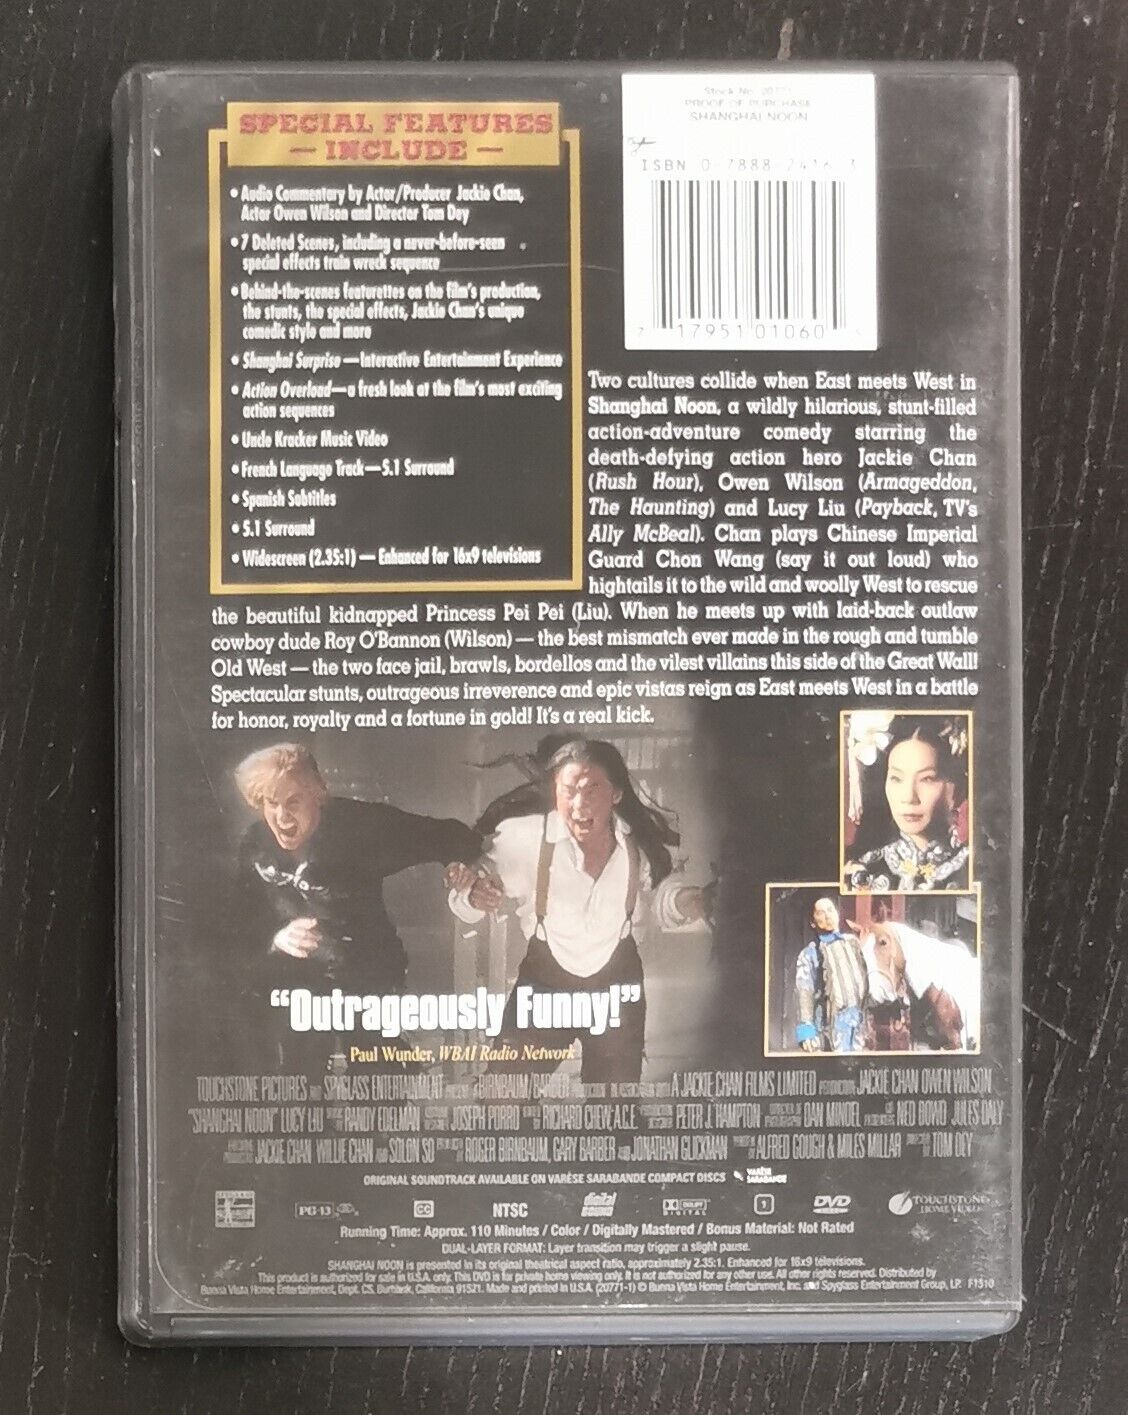 SPECIAL FEATURES
— INCLUDE —
• Audio Commentary by Actor/Producer Jackie Chan,
Actor Owen Wilson and Director Tom Dey
• 7 Deleted Scenes, including a never-before-seen
special effects train wreck sequence
• Behind-the-scenes featurettes on the film's production,
the stunts, the special effects, Jackie Chan's unique
comedic style and more
• Shanghai Surprise — Interactive Entertainment Experience
• Action Overload — a fresh look at the film's most exciting
action sequences
• Uncle Kracker Music Video
• French Language Track — 5.1 Surround
• Spanish Subtitles
• 5.1 Surround
• Widescreen (2.35:1) — Enhanced for 16x9 televisions
Stock No. 20771
PROOF OF PURCHASE
SHANGHAI NOON
ISBN 0-7888-2416-3
7 17951 01060
Two cultures collide when East meets West in
Shanghai Noon, a wildly hilarious, stunt-filled
action-adventure comedy starring the
death-defying action hero Jackie Chan
(Rush Hour), Owen Wilson (Armageddon,
The Haunting) and Lucy Liu (Payback, TV's
Ally McBeal). Chan plays Chinese Imperial
Guard Chon Wang (say it out loud) who
hightails it to the wild and woolly West to rescue
the beautiful kidnapped Princess Pei Pei (Liu). When he meets up with laid-back outlaw
cowboy dude Roy O'Bannon (Wilson) — the best mismatch ever made in the rough and tumble
Old West — the two face jail, brawls, bordellos and the vilest villains this side of the Great Wall!
Spectacular stunts, outrageous irreverence and epic vistas reign as East meets West in a battle
for honor, royalty and a fortune in gold! It's a real kick.
"Outrageously Funny!"
— Paul Wunder, WBAI Radio Network
TOUCHSTONE PICTURES AND SPYGLASS ENTERTAINMENT BIRNBAUM/BARBER A JACKIE CHAN FILMS LIMITED JACKIE CHAN OWEN WILSON
"SHANGHAI NOON" LUCY LIU RANDY EDELMAN JOSEPH PORRO RICHARD CHEW, A.C.E. PETER J. HAMPTON DAN MINDEL NED DOWD JULES DALY
JACKIE CHAN WILLIE CHAN AND SOLON SO ROGER BIRNBAUM, GARY BARBER AND JONATHAN GLICKMAN ALFRED GOUGH & MILES MILLAR TOM DEY
ORIGINAL SOUNDTRACK AVAILABLE ON VARÈSE SARABANDE COMPACT DISCS VARÈSE SARABANDE
PG-13 CC NTSC digital sound DOLBY DIGITAL 1 DVD TOUCHSTONE HOME VIDEO
Running Time: Approx. 110 Minutes / Color / Digitally Mastered / Bonus Material: Not Rated
DUAL-LAYER FORMAT: Layer transition may trigger a slight pause.
SHANGHAI NOON is presented in its original theatrical aspect ratio, approximately 2.35:1. Enhanced for 16x9 televisions.
This product is authorized for sale in U.S.A. only. This DVD is for private home viewing only. It is not authorized for any other use. All other rights reserved. Distributed by
Buena Vista Home Entertainment, Dept. CS, Burbank, California 91521. Made and printed in U.S.A. (20771-1) © Buena Vista Home Entertainment, Inc. and Spyglass Entertainment Group, LP. F1310